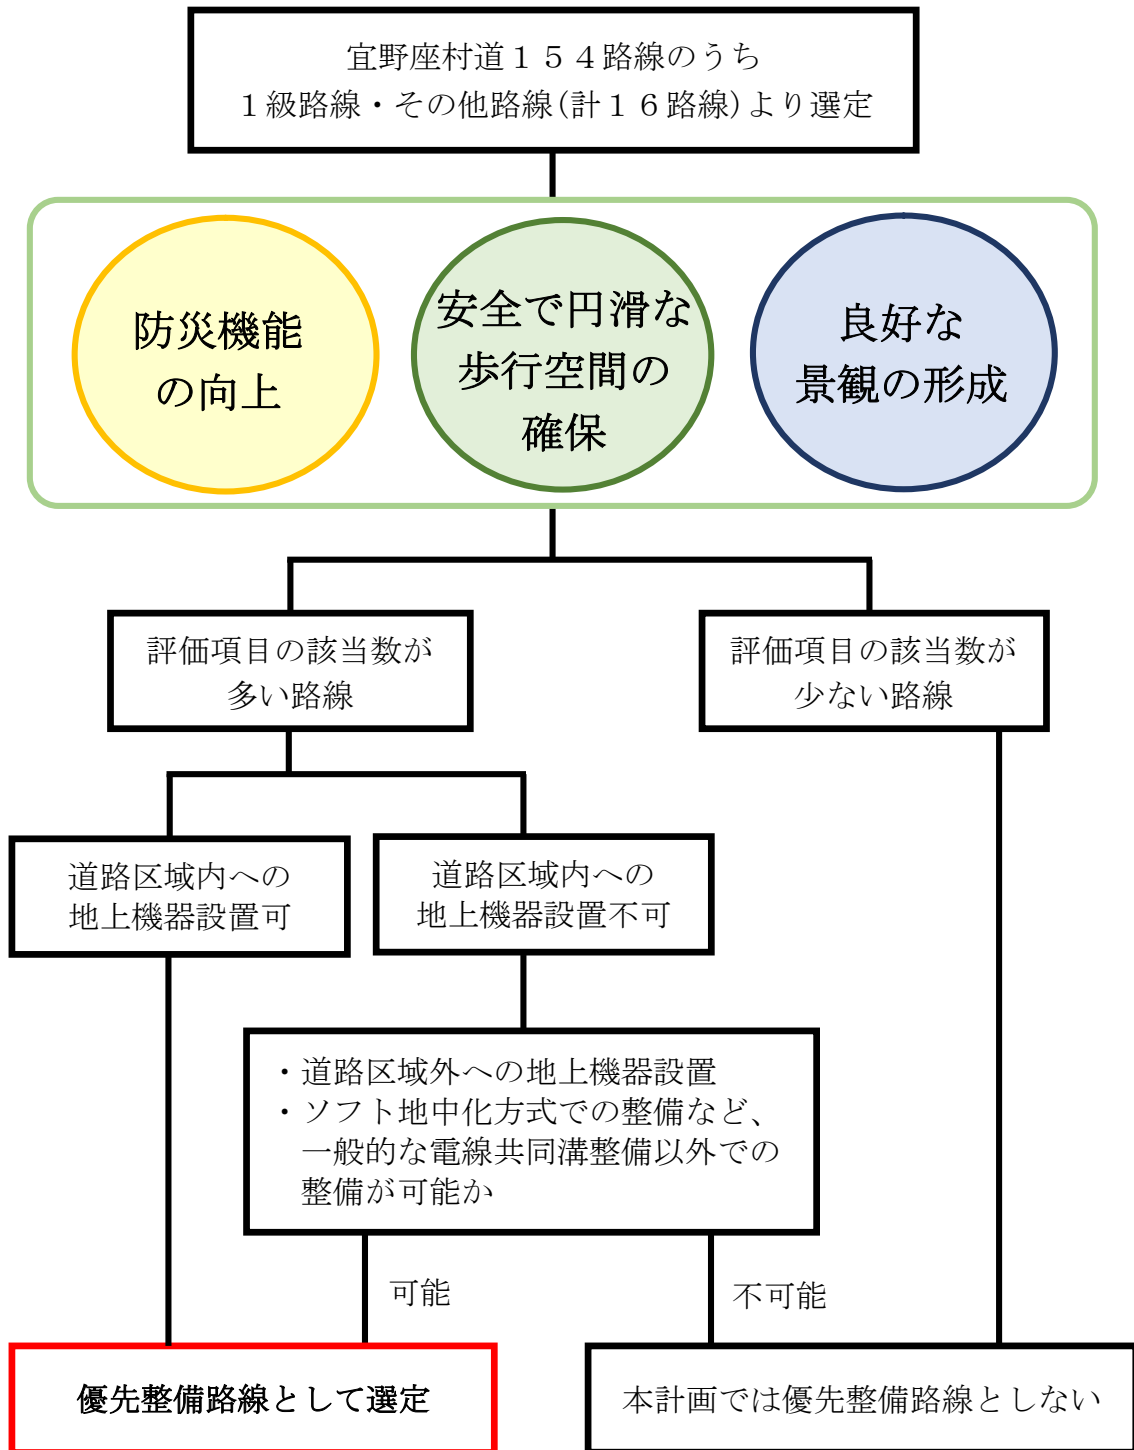 宜野座村道１５４路線のうち
１級路線・その他路線(計１６路線)より選定
防災機能
の向上
安全で円滑な
歩行空間の
確保
良好な
景観の形成
評価項目の該当数が
多い路線
評価項目の該当数が
少ない路線
道路区域内への
地上機器設置可
道路区域内への
地上機器設置不可
・道路区域外への地上機器設置
・ソフト地中化方式での整備など、
一般的な電線共同溝整備以外での
整備が可能か
可能
不可能
優先整備路線として選定
本計画では優先整備路線としない